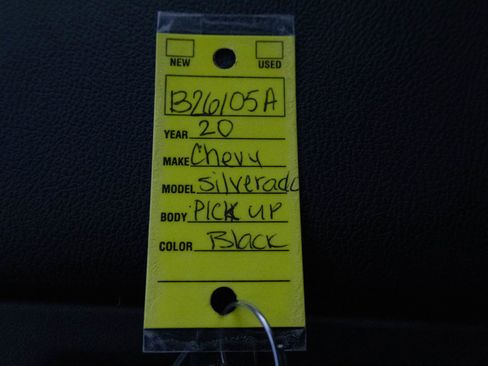 NEW USED
B26105A
YEAR 20
MAKE Chevy
MODEL Silverado
BODY PICK UP
COLOR Black